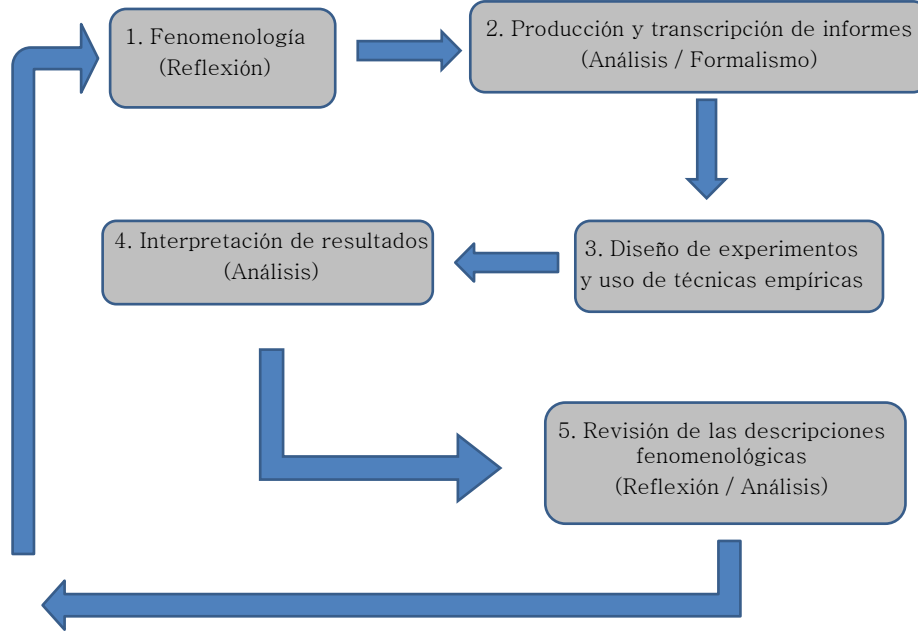 1. Fenomenología
(Reflexión)
2. Producción y transcripción de informes
(Análisis / Formalismo)
3. Diseño de experimentos
y uso de técnicas empíricas
4. Interpretación de resultados
(Análisis)
5. Revisión de las descripciones
fenomenológicas
(Reflexión / Análisis)